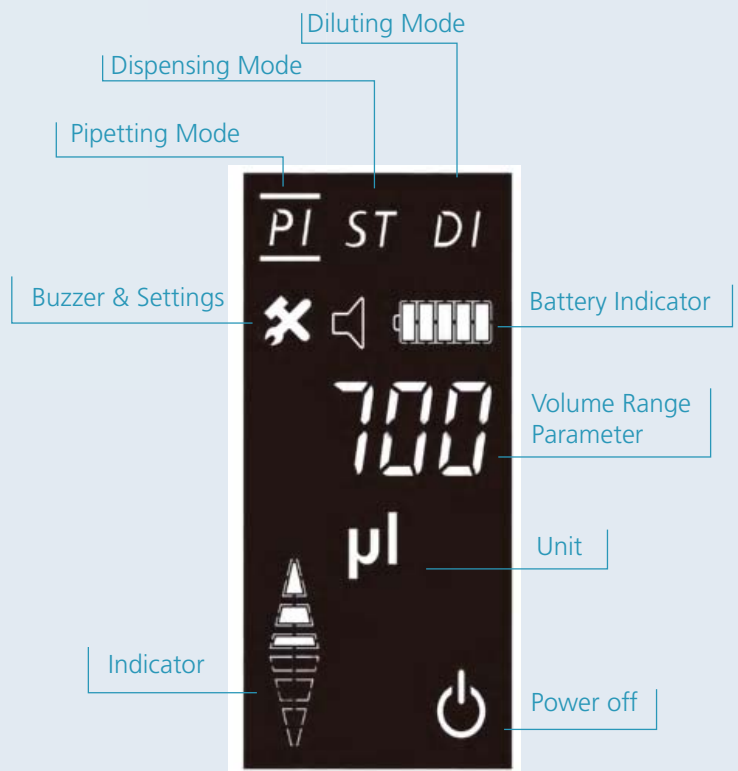 Diluting Mode
Dispensing Mode
Pipetting Mode
PI ST DI
Buzzer & Settings
Battery Indicator
700
Volume Range
Parameter
µl
Unit
Indicator
Power off